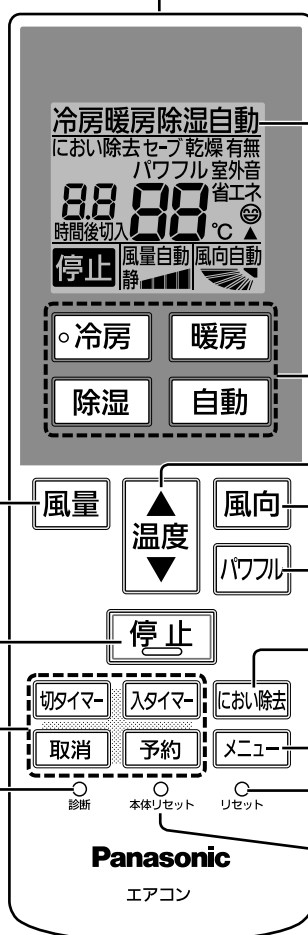 冷房暖房除湿自動
におい除去 セーブ 乾燥 有無
パワフル 室外音
8.8 88 省エネ
時間後切入 ℃ ▲
停止 風量自動 風向自動
静
冷房 暖房
除湿 自動
風量 ▲ 風向
温度
▼ パワフル
停止
切タイマー 入タイマー におい除去
取消 予約 メニュー
診断 本体リセット リセット
Panasonic
エアコン